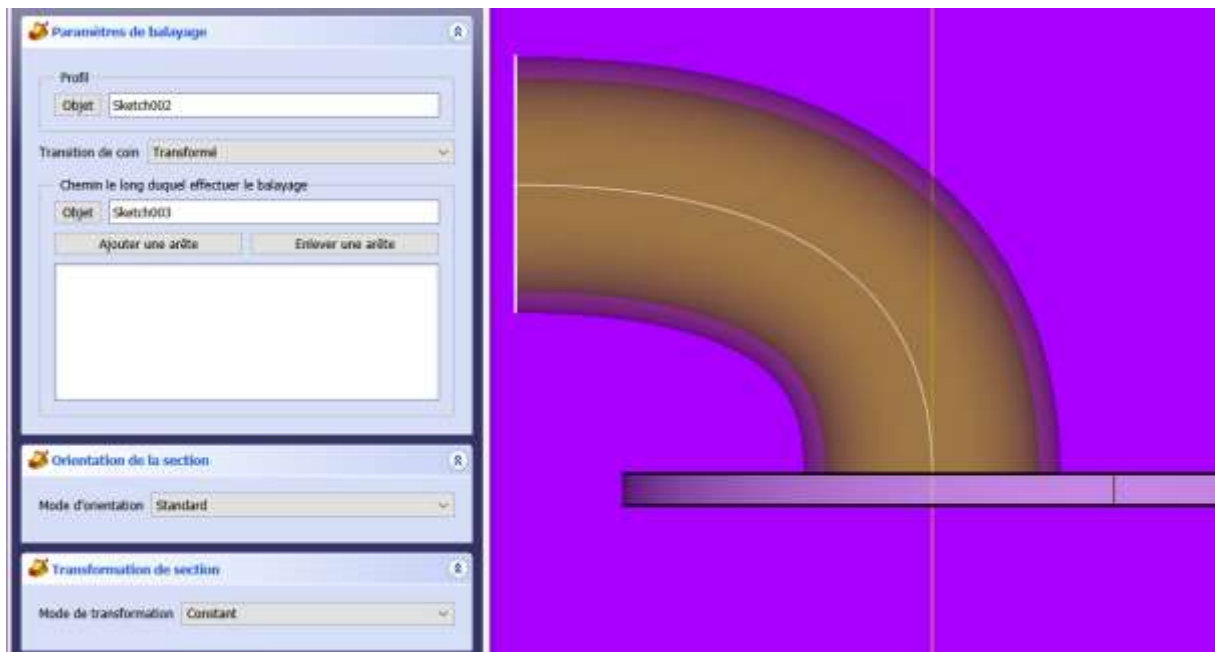 Paramètres de balayage
Profil
Objet Sketch002
Transition de coin Transformé
Chemin le long duquel effectuer le balayage
Objet Sketch003
Ajouter une arête Enlever une arête
Orientation de la section
Mode d'orientation Standard
Transformation de section
Mode de transformation Constant